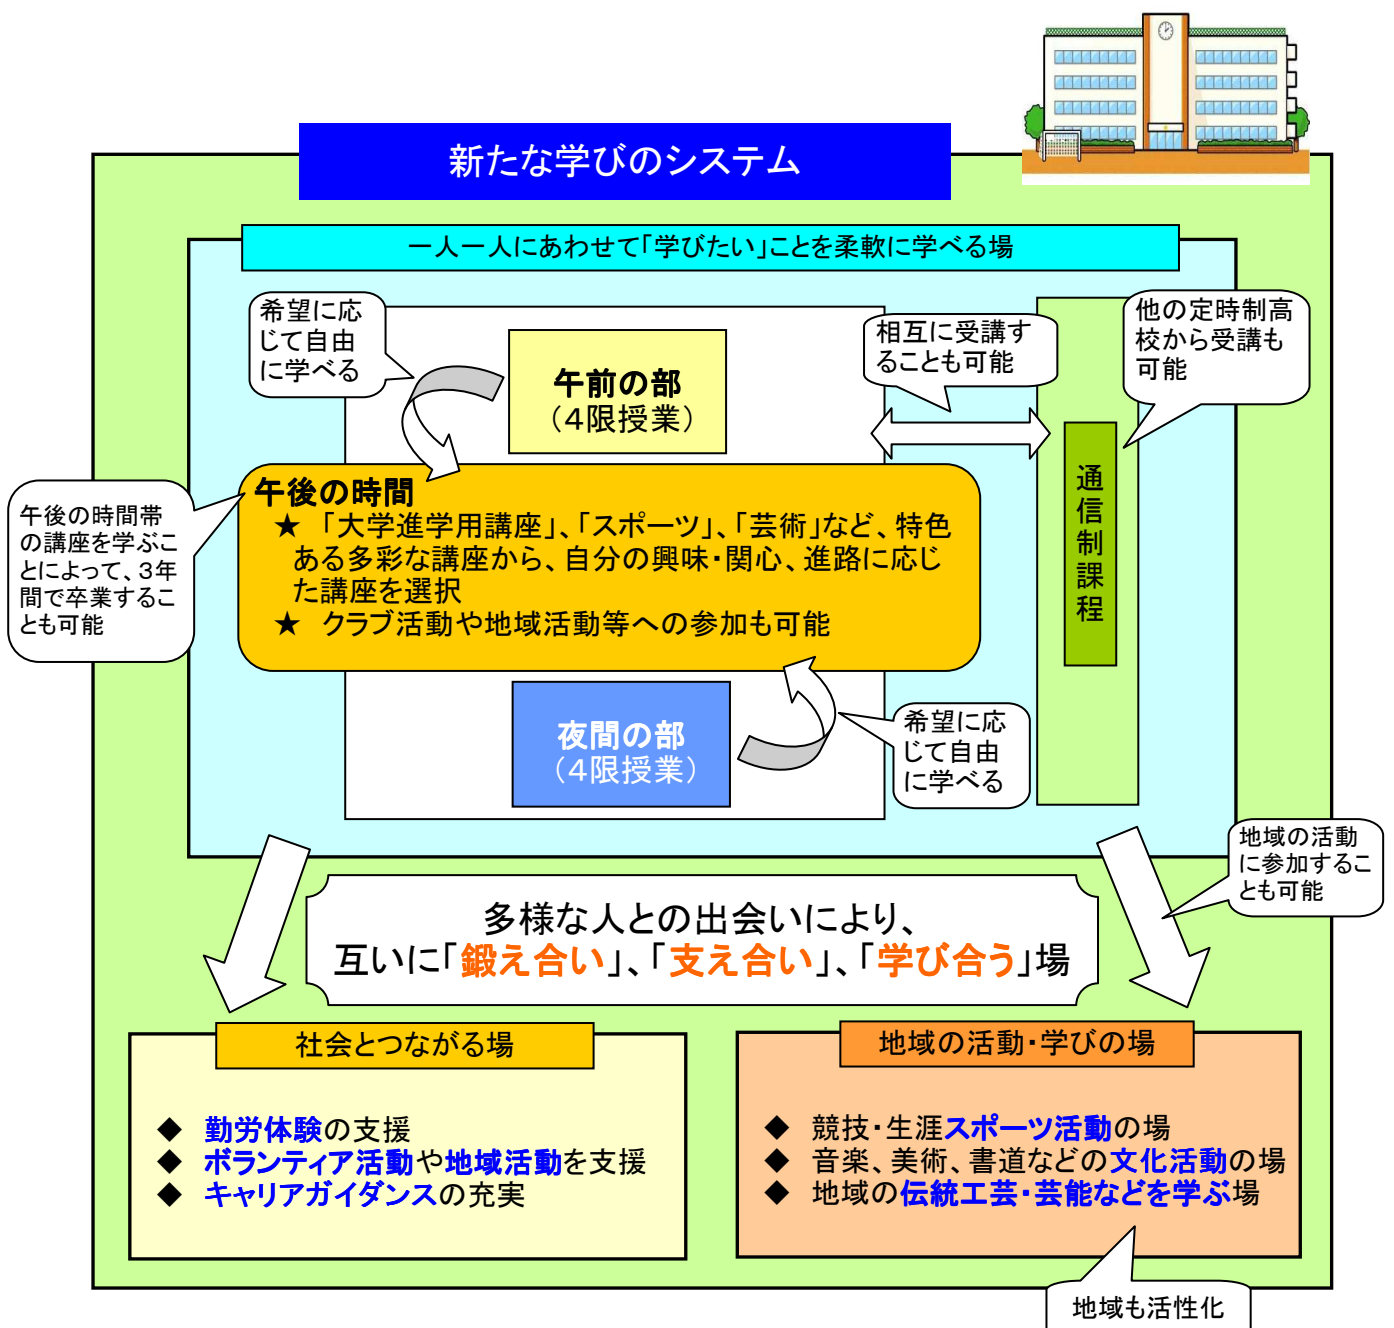 新たな学びのシステム
一人一人にあわせて「学びたい」ことを柔軟に学べる場
希望に応
じて自由
に学べる
午前の部
（4限授業）
相互に受講す
ることも可能
他の定時制高
校から受講も
可能
通信制課程
午後の時間帯
の講座を学ぶこ
とによって、3年
間で卒業するこ
とも可能
午後の時間
★ 「大学進学用講座」、「スポーツ」、「芸術」など、特色
ある多彩な講座から、自分の興味・関心、進路に応じ
た講座を選択
★ クラブ活動や地域活動等への参加も可能
夜間の部
（4限授業）
希望に応
じて自由
に学べる
地域の活動
に参加するこ
とも可能
多様な人との出会いにより、
互いに「鍛え合い」、「支え合い」、「学び合う」場
社会とつながる場
◆ 勤労体験の支援
◆ ボランティア活動や地域活動を支援
◆ キャリアガイダンスの充実
地域の活動・学びの場
◆ 競技・生涯スポーツ活動の場
◆ 音楽、美術、書道などの文化活動の場
◆ 地域の伝統工芸・芸能などを学ぶ場
地域も活性化